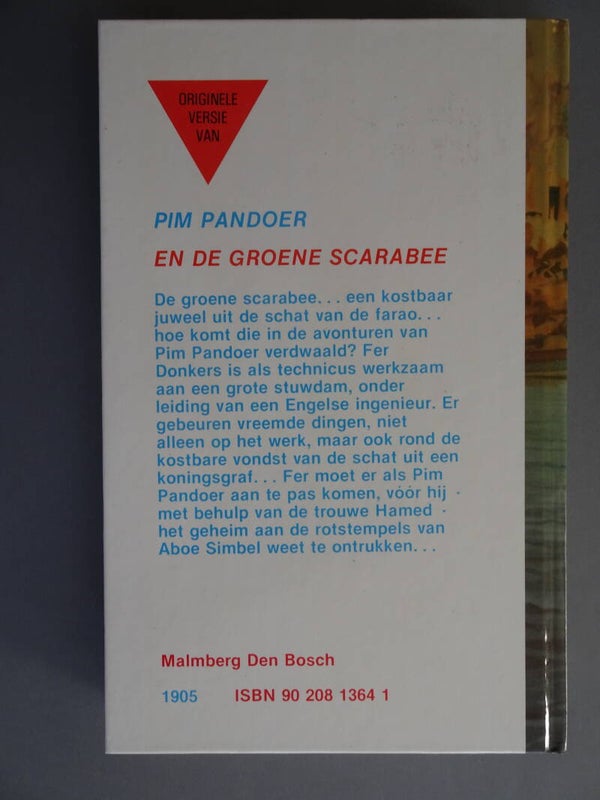 ORIGINELE
VERSIE
VAN
PIM PANDOER
EN DE GROENE SCARABEE
De groene scarabee... een kostbaar
juweel uit de schat van de farao...
hoe komt die in de avonturen van
Pim Pandoer verdwaald? Fer
Donkers is als technicus werkzaam
aan een grote stuwdam, onder
leiding van een Engelse ingenieur. Er
gebeuren vreemde dingen, niet
alleen op het werk, maar ook rond de
kostbare vondst van de schat uit een
koningsgraf... Fer moet er als Pim
Pandoer aan te pas komen, vóór hij -
met behulp van de trouwe Hamed -
het geheim aan de rotstempels van
Aboe Simbel weet te ontrukken...
Malmberg Den Bosch
1905 ISBN 90 208 1364 1